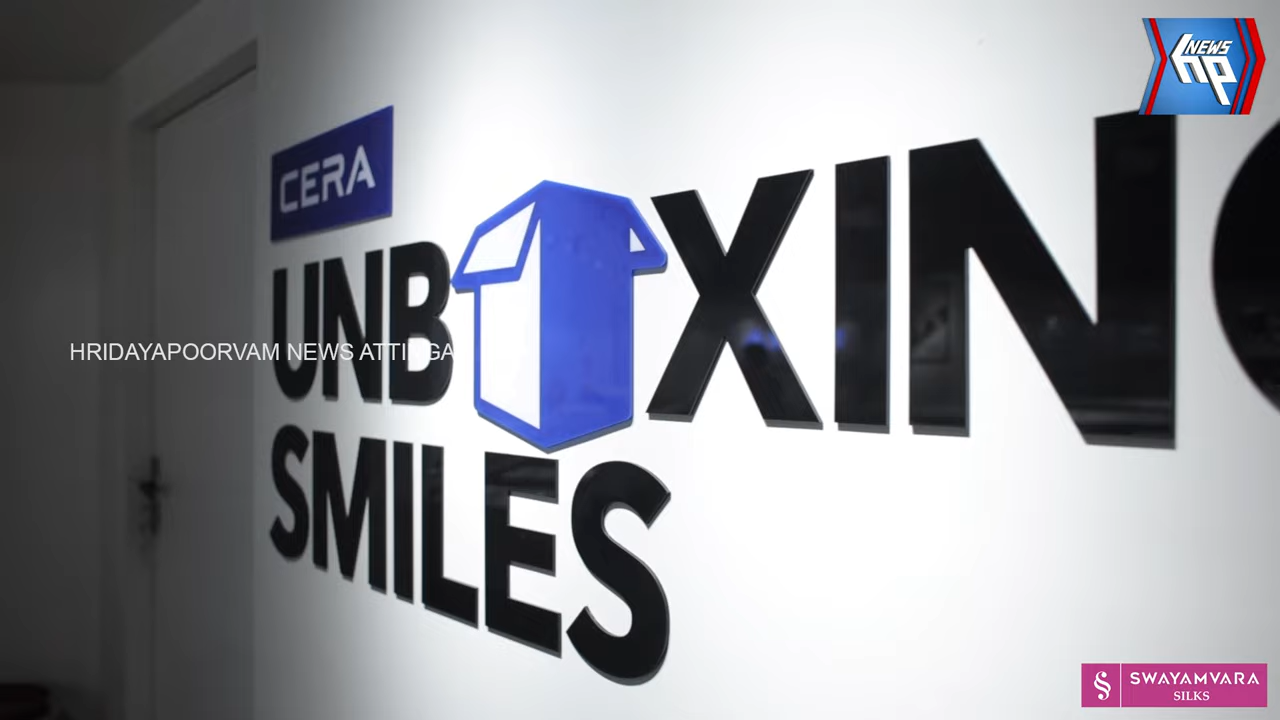 NEWS
hp
CERA
UNBOXING
SMILES
HRIDAYAPOORVAM NEWS ATTINGA
SWAYAMVARA
SILKS